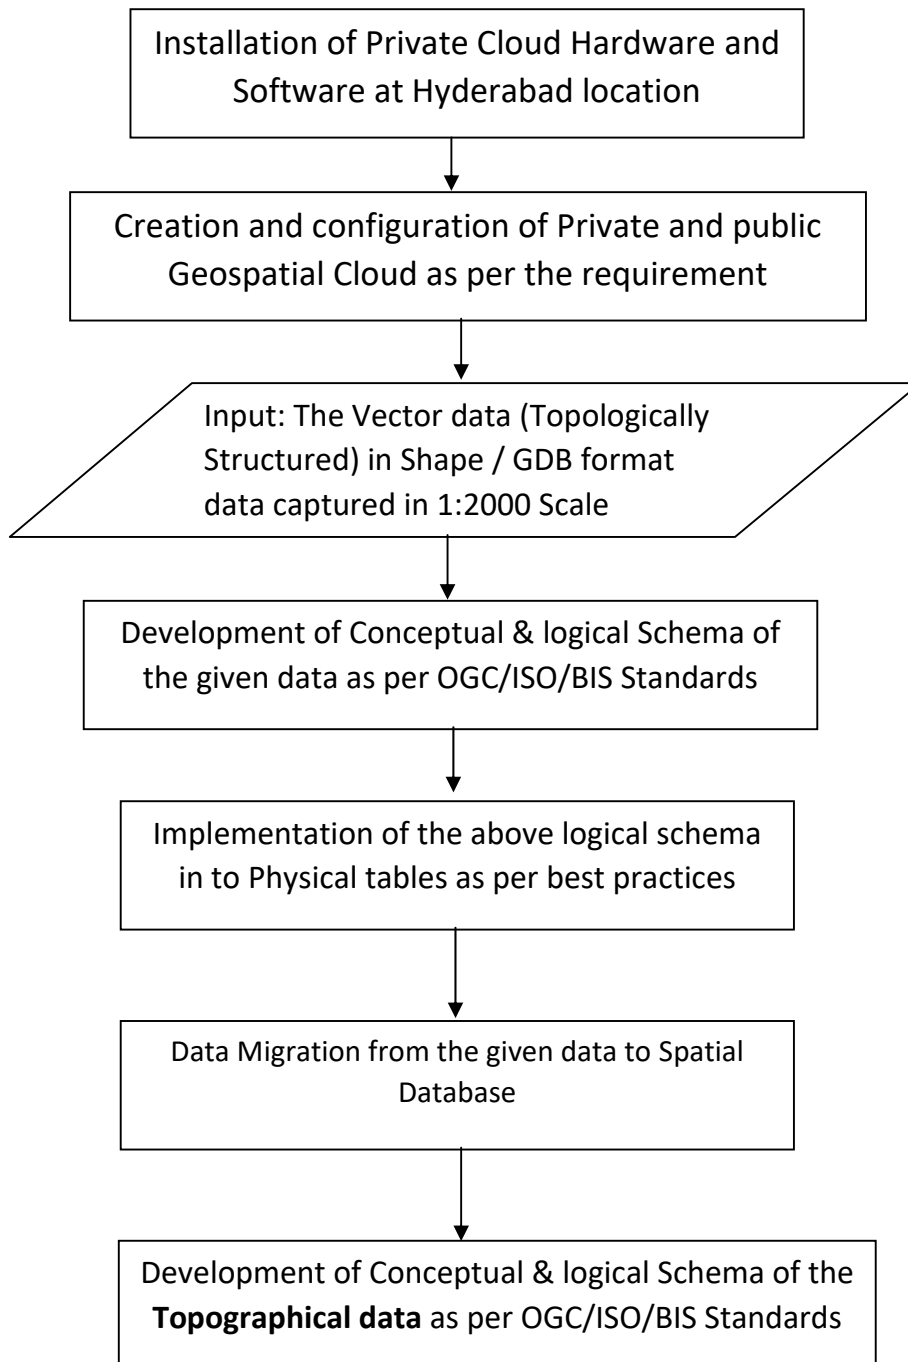 Installation of Private Cloud Hardware and
Software at Hyderabad location
Creation and configuration of Private and public
Geospatial Cloud as per the requirement
Input: The Vector data (Topologically
Structured) in Shape / GDB format
data captured in 1:2000 Scale
Development of Conceptual & logical Schema of
the given data as per OGC/ISO/BIS Standards
Implementation of the above logical schema
in to Physical tables as per best practices
Data Migration from the given data to Spatial
Database
Development of Conceptual & logical Schema of the
Topographical data as per OGC/ISO/BIS Standards